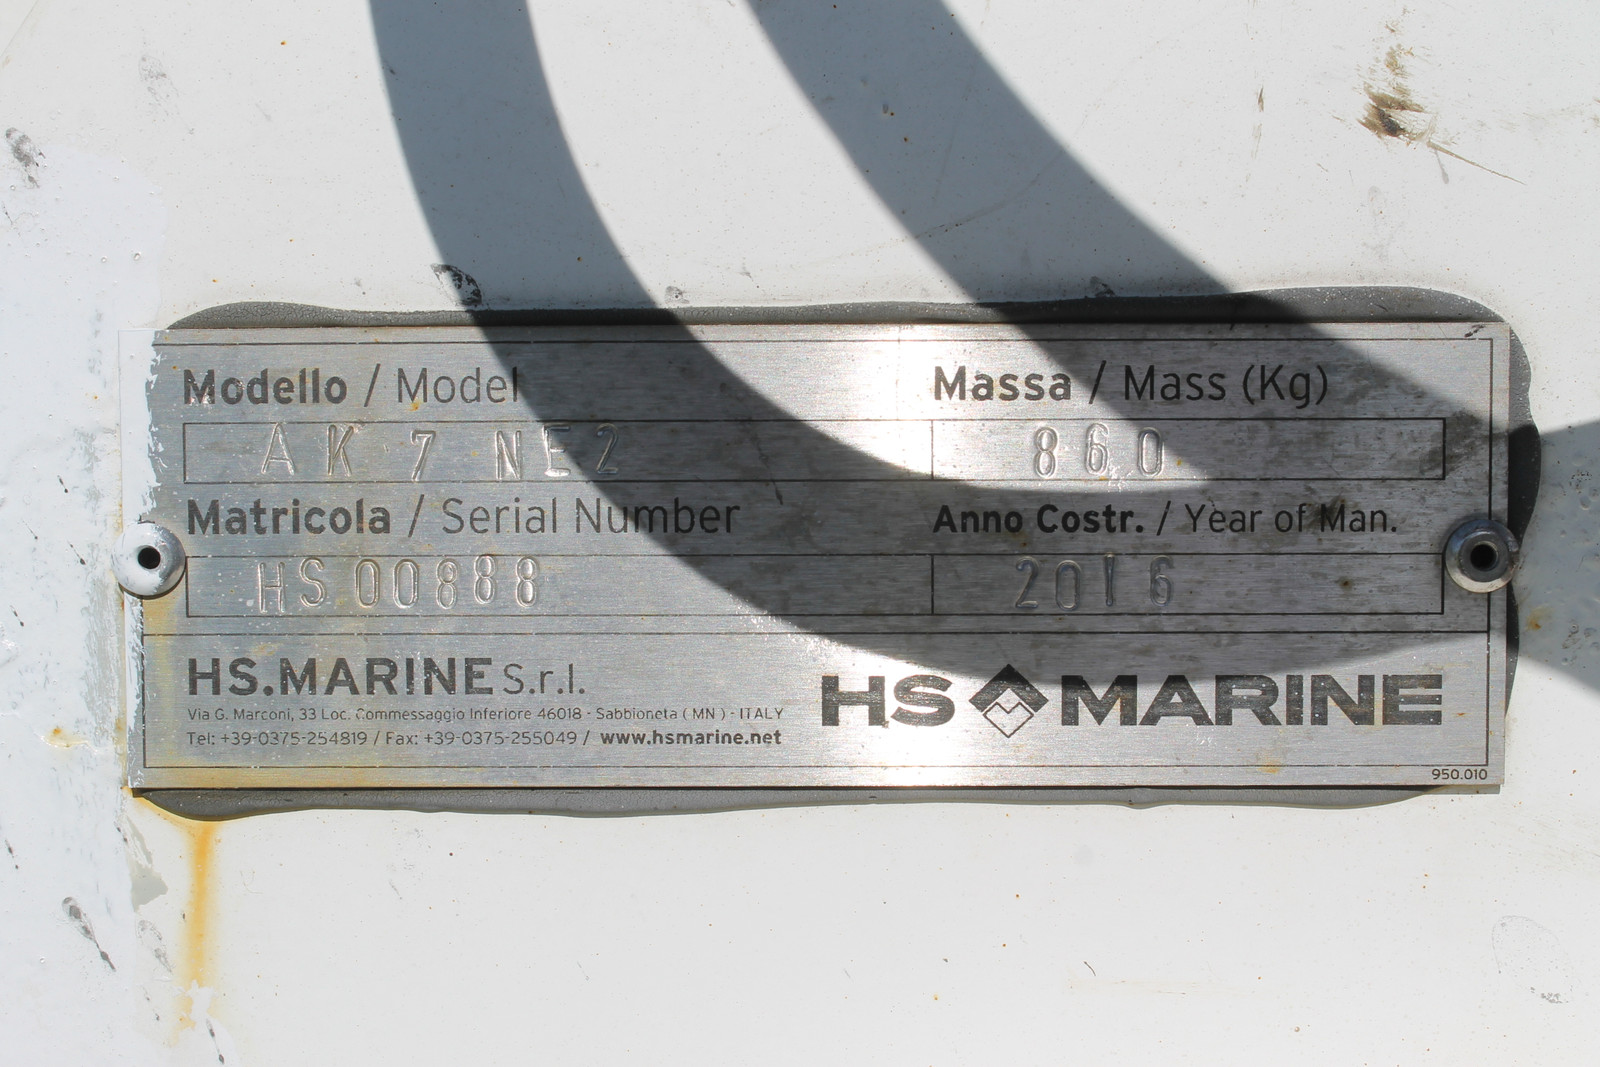 Modello / Model
AK 7 NE2
Massa / Mass (Kg)
860
Matricola / Serial Number
HS00888
Anno Costr. / Year of Man.
2016
HS.MARINE S.r.l.
Via G. Marconi, 33 Loc. Commessaggio Inferiore 46018 - Sabbioneta ( MN ) - ITALY
Tel: +39-0375-254819 / Fax: +39-0375-255049 / www.hsmarine.net
HS MARINE
950.010